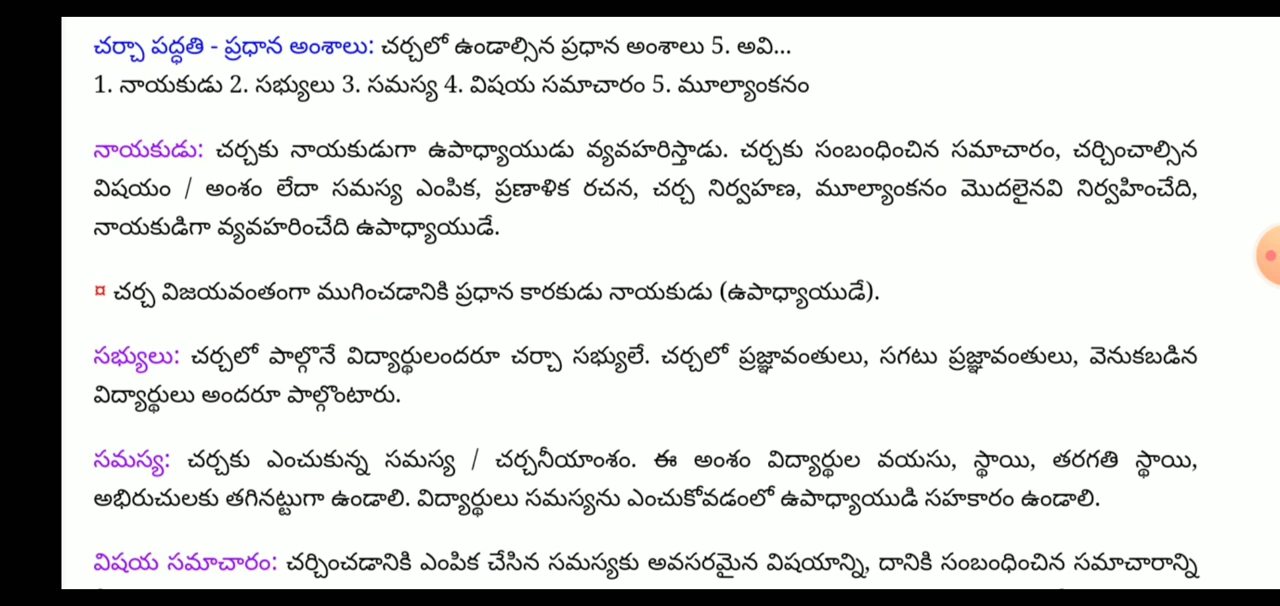 చర్చా పద్ధతి - ప్రధాన అంశాలు: చర్చలో ఉండాల్సిన ప్రధాన అంశాలు 5. అవి...
1. నాయకుడు 2. సభ్యులు 3. సమస్య 4. విషయ సమాచారం 5. మూల్యాంకనం
నాయకుడు: చర్చకు నాయకుడుగా ఉపాధ్యాయుడు వ్యవహరిస్తాడు. చర్చకు సంబంధించిన సమాచారం, చర్చించాల్సిన
విషయం / అంశం లేదా సమస్య ఎంపిక, ప్రణాళిక రచన, చర్చ నిర్వహణ, మూల్యాంకనం మొదలైనవి నిర్వహించేది,
నాయకుడిగా వ్యవహరించేది ఉపాధ్యాయుడే.
¤ చర్చ విజయవంతంగా ముగించడానికి ప్రధాన కారకుడు నాయకుడు (ఉపాధ్యాయుడే).
సభ్యులు: చర్చలో పాల్గొనే విద్యార్థులందరూ చర్చా సభ్యులే. చర్చలో ప్రజ్ఞావంతులు, సగటు ప్రజ్ఞావంతులు, వెనుకబడిన
విద్యార్థులు అందరూ పాల్గొంటారు.
సమస్య: చర్చకు ఎంచుకున్న సమస్య / చర్చనీయాంశం. ఈ అంశం విద్యార్థుల వయసు, స్థాయి, తరగతి స్థాయి,
అభిరుచులకు తగినట్టుగా ఉండాలి. విద్యార్థులు సమస్యను ఎంచుకోవడంలో ఉపాధ్యాయుడి సహకారం ఉండాలి.
విషయ సమాచారం: చర్చించడానికి ఎంపిక చేసిన సమస్యకు అవసరమైన విషయాన్ని, దానికి సంబంధించిన సమాచారాన్ని